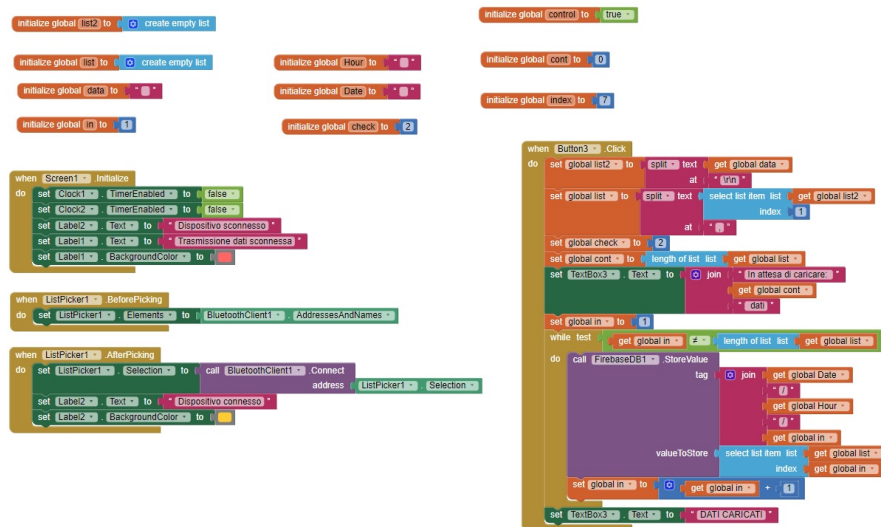 initialize global list2 to create empty list
initialize global list to create empty list
initialize global data to " "
initialize global in to 1
initialize global Hour to " "
initialize global Date to " "
initialize global check to 2
initialize global control to true
initialize global cont to 0
initialize global index to 7
when Screen1 .Initialize
do set Clock1 . TimerEnabled to false
set Clock2 . TimerEnabled to false
set Label2 . Text to " Dispositivo sconnesso "
set Label1 . Text to " Trasmissione dati sconnessa "
set Label1 . BackgroundColor to
when ListPicker1 .BeforePicking
do set ListPicker1 . Elements to BluetoothClient1 . AddressesAndNames
when ListPicker1 .AfterPicking
do set ListPicker1 . Selection to call BluetoothClient1 .Connect
address ListPicker1 . Selection
set Label2 . Text to " Dispositivo connesso "
set Label2 . BackgroundColor to
when Button3 .Click
do set global list2 to split text get global data
at " \r\n "
set global list to split text select list item list get global list2
index 1
at " , "
set global check to 2
set global cont to length of list list get global list
set TextBox3 . Text to join " In attesa di caricare: "
get global cont
" dati "
set global in to 1
while test get global in ≠ length of list list get global list
do call FirebaseDB1 .StoreValue
tag join get global Date
" / "
get global Hour
" / "
get global in
valueToStore select list item list get global list
index get global in
set global in to get global in + 1
set TextBox3 . Text to " DATI CARICATI "